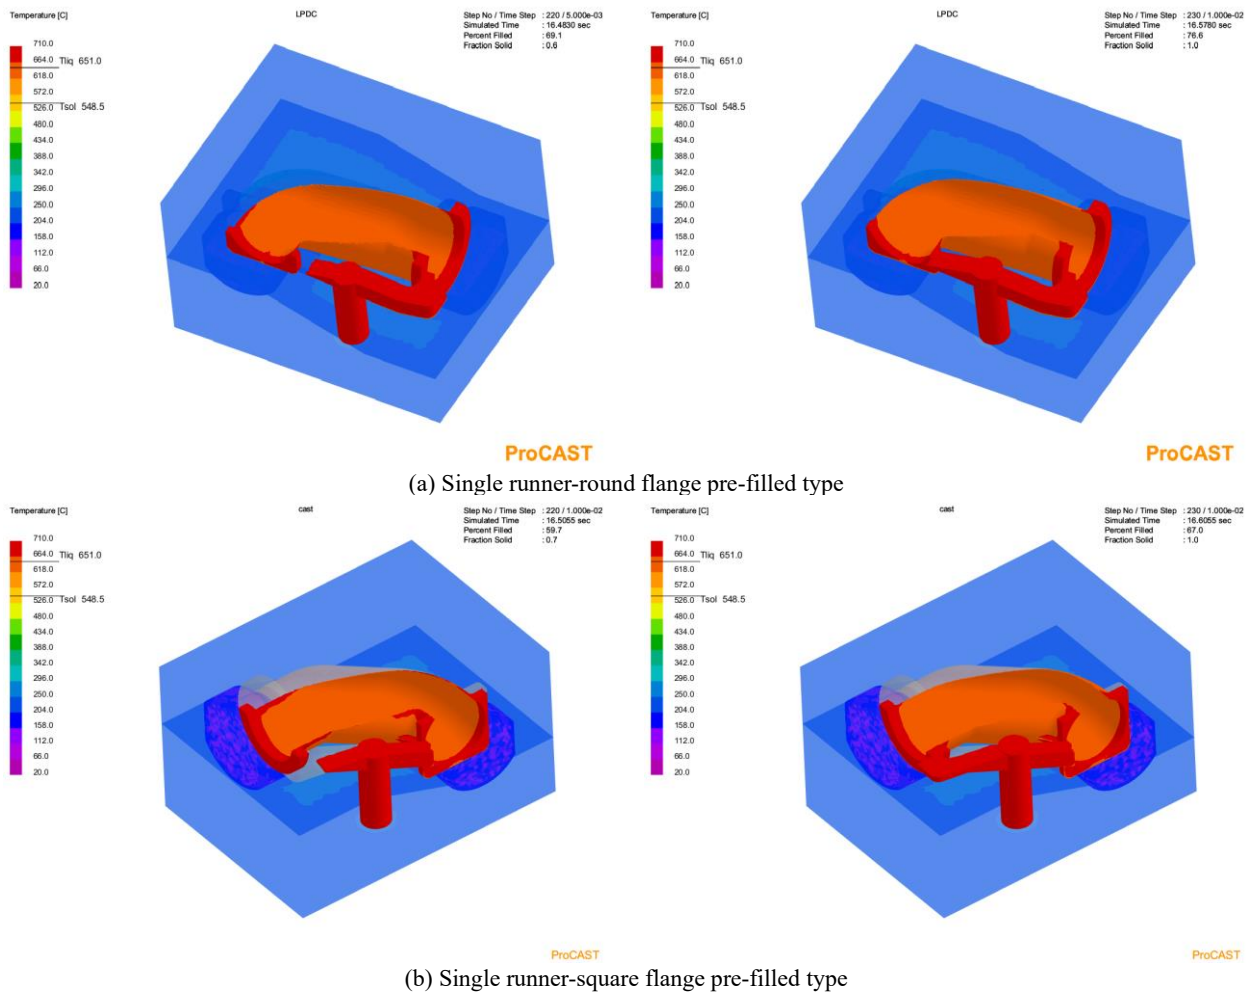 Temperature [C]
LPDC
Step No / Time Step : 220 / 5.000e-03
Simulated Time : 16.4830 sec
Percent Filled : 69.1
Fraction Solid : 0.6
710.0
664.0 Tliq 651.0
618.0
572.0
526.0 Tsol 548.5
480.0
434.0
388.0
342.0
296.0
250.0
204.0
158.0
112.0
66.0
20.0
ProCAST
Temperature [C]
LPDC
Step No / Time Step : 230 / 1.000e-02
Simulated Time : 16.5780 sec
Percent Filled : 76.6
Fraction Solid : 1.0
710.0
664.0 Tliq 651.0
618.0
572.0
526.0 Tsol 548.5
480.0
434.0
388.0
342.0
296.0
250.0
204.0
158.0
112.0
66.0
20.0
ProCAST
(a) Single runner-round flange pre-filled type
Temperature [C]
cast
Step No / Time Step : 220 / 1.000e-02
Simulated Time : 16.5055 sec
Percent Filled : 59.7
Fraction Solid : 0.7
710.0
664.0 Tliq 651.0
618.0
572.0
526.0 Tsol 548.5
480.0
434.0
388.0
342.0
296.0
250.0
204.0
158.0
112.0
66.0
20.0
ProCAST
Temperature [C]
cast
Step No / Time Step : 230 / 1.000e-02
Simulated Time : 16.6055 sec
Percent Filled : 67.0
Fraction Solid : 1.0
710.0
664.0 Tliq 651.0
618.0
572.0
526.0 Tsol 548.5
480.0
434.0
388.0
342.0
296.0
250.0
204.0
158.0
112.0
66.0
20.0
ProCAST
(b) Single runner-square flange pre-filled type